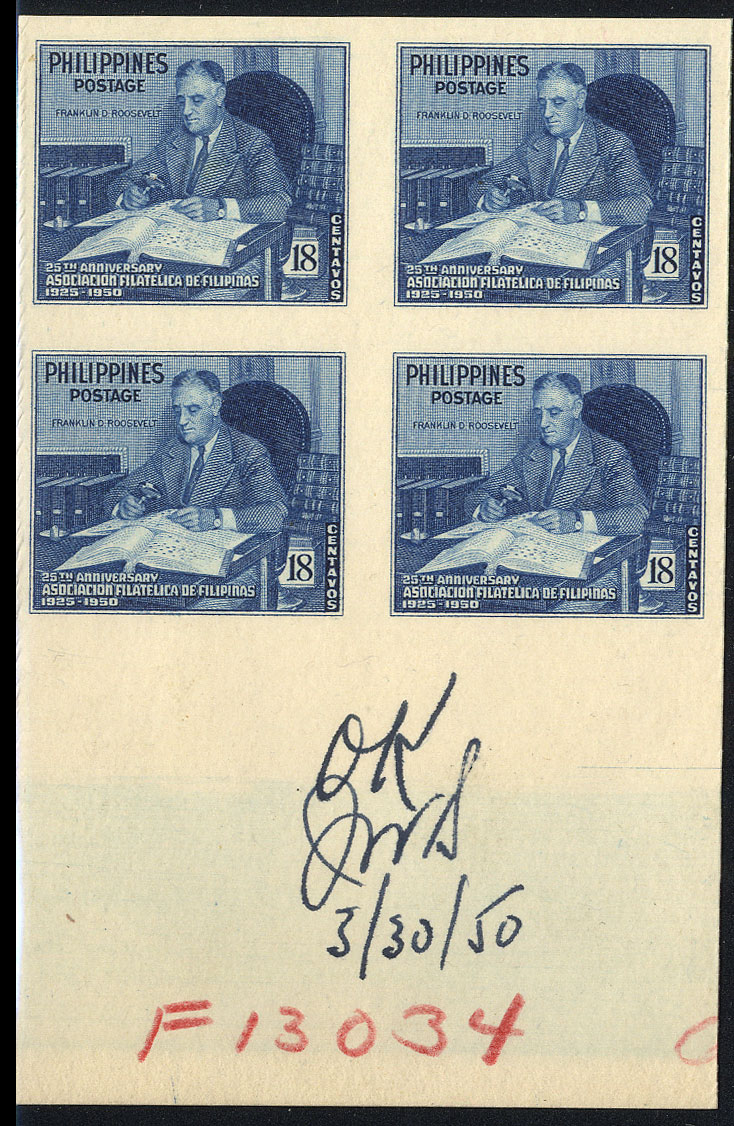 PHILIPPINES
POSTAGE
FRANKLIN D. ROOSEVELT
CENTAVOS
18
25TH ANNIVERSARY
ASOCIACION FILATELICA DE FILIPINAS
1925-1950
PHILIPPINES
POSTAGE
FRANKLIN D. ROOSEVELT
CENTAVOS
18
25TH ANNIVERSARY
ASOCIACION FILATELICA DE FILIPINAS
1925-1950
PHILIPPINES
POSTAGE
FRANKLIN D. ROOSEVELT
CENTAVOS
18
25TH ANNIVERSARY
ASOCIACION FILATELICA DE FILIPINAS
1925-1950
PHILIPPINES
POSTAGE
FRANKLIN D. ROOSEVELT
CENTAVOS
18
25TH ANNIVERSARY
ASOCIACION FILATELICA DE FILIPINAS
1925-1950
OK
3/30/50
F13034